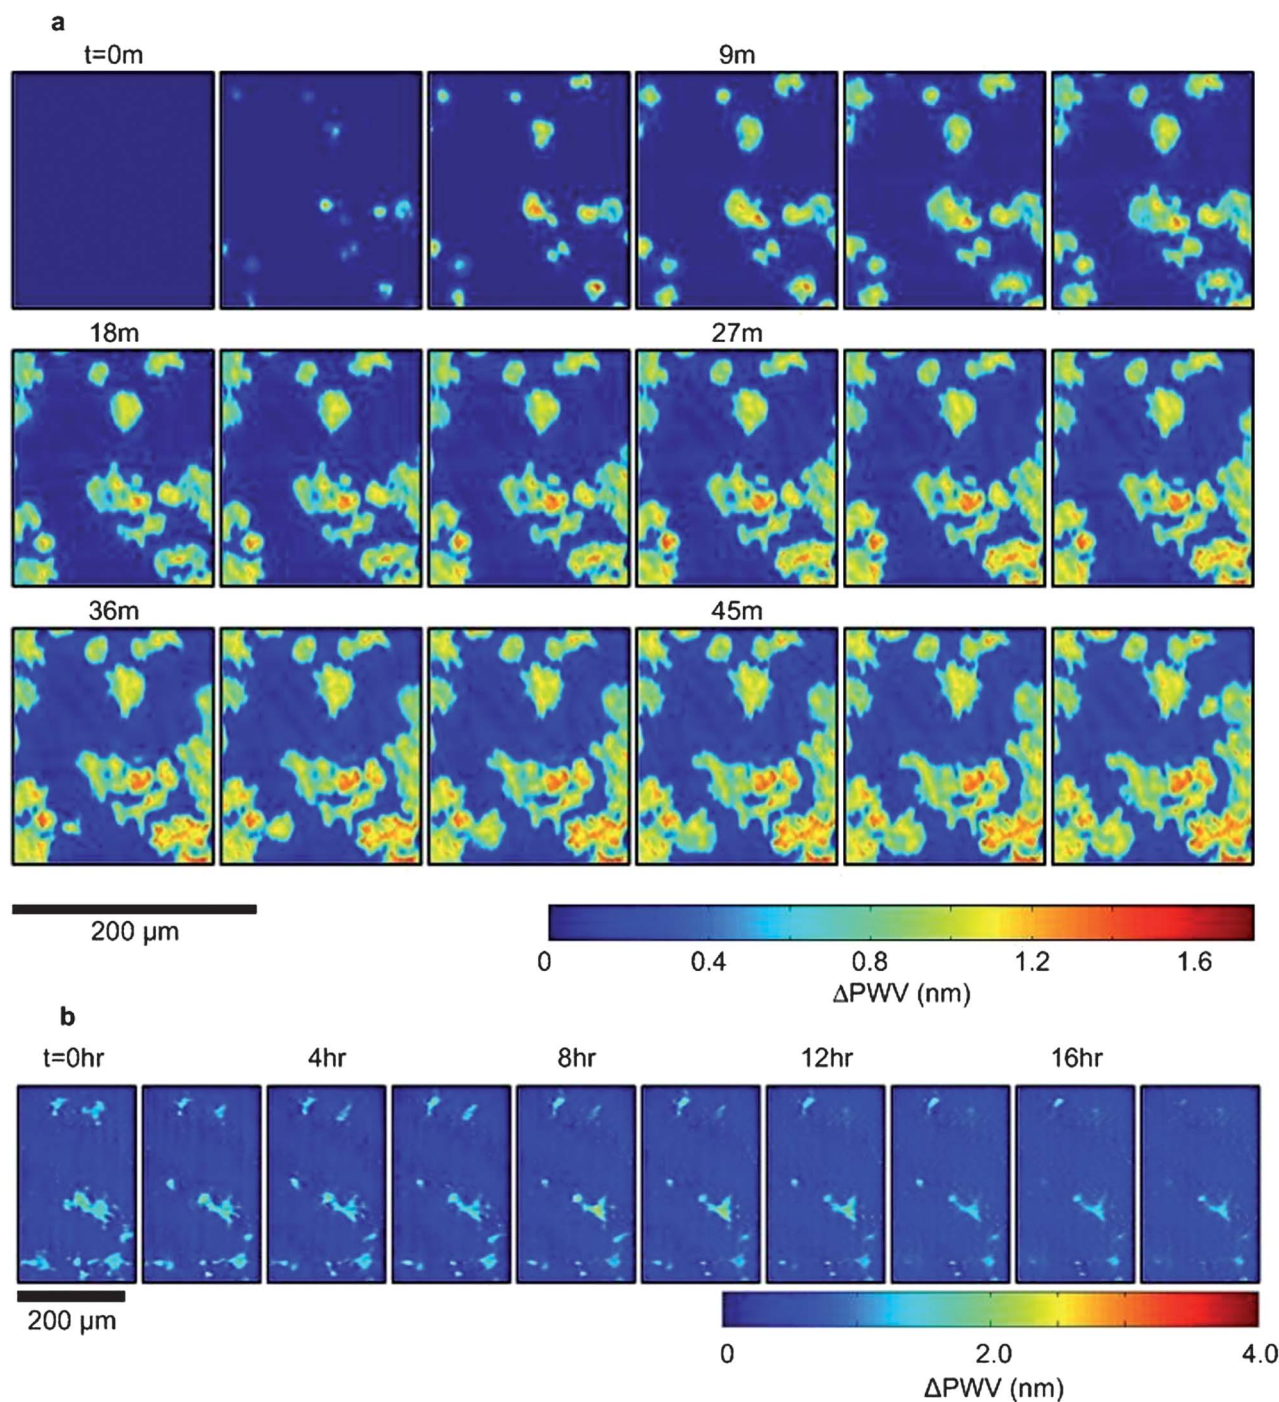 a
t=0m 9m
18m 27m
36m 45m
200 µm
0 0.4 0.8 1.2 1.6
ΔPWV (nm)
b
t=0hr 4hr 8hr 12hr 16hr
200 µm
0 2.0 4.0
ΔPWV (nm)